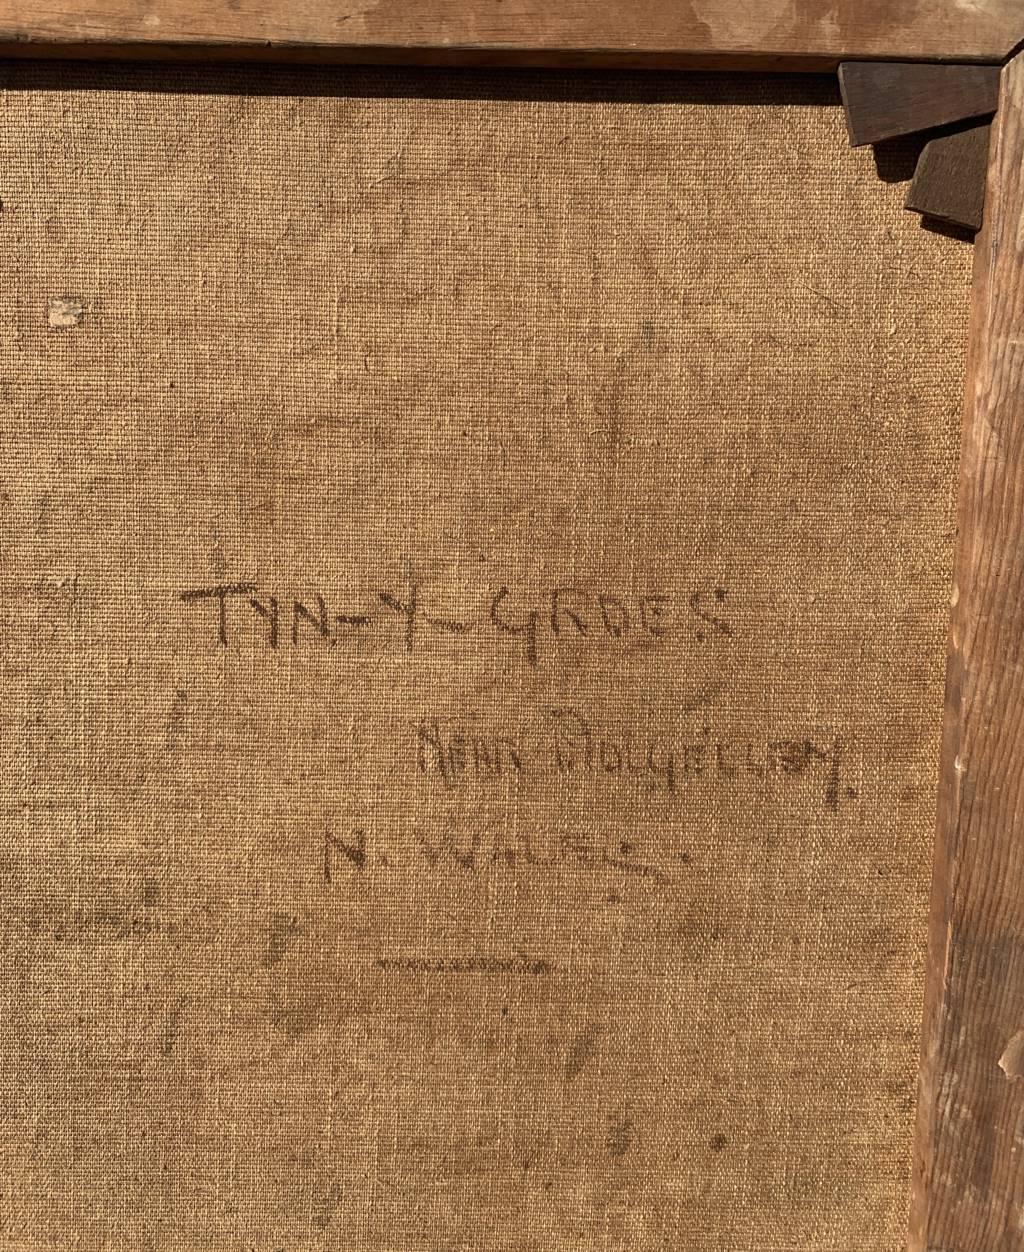 TYN-Y-GROES
NEAR DOLGELLEY.
N. WALES.